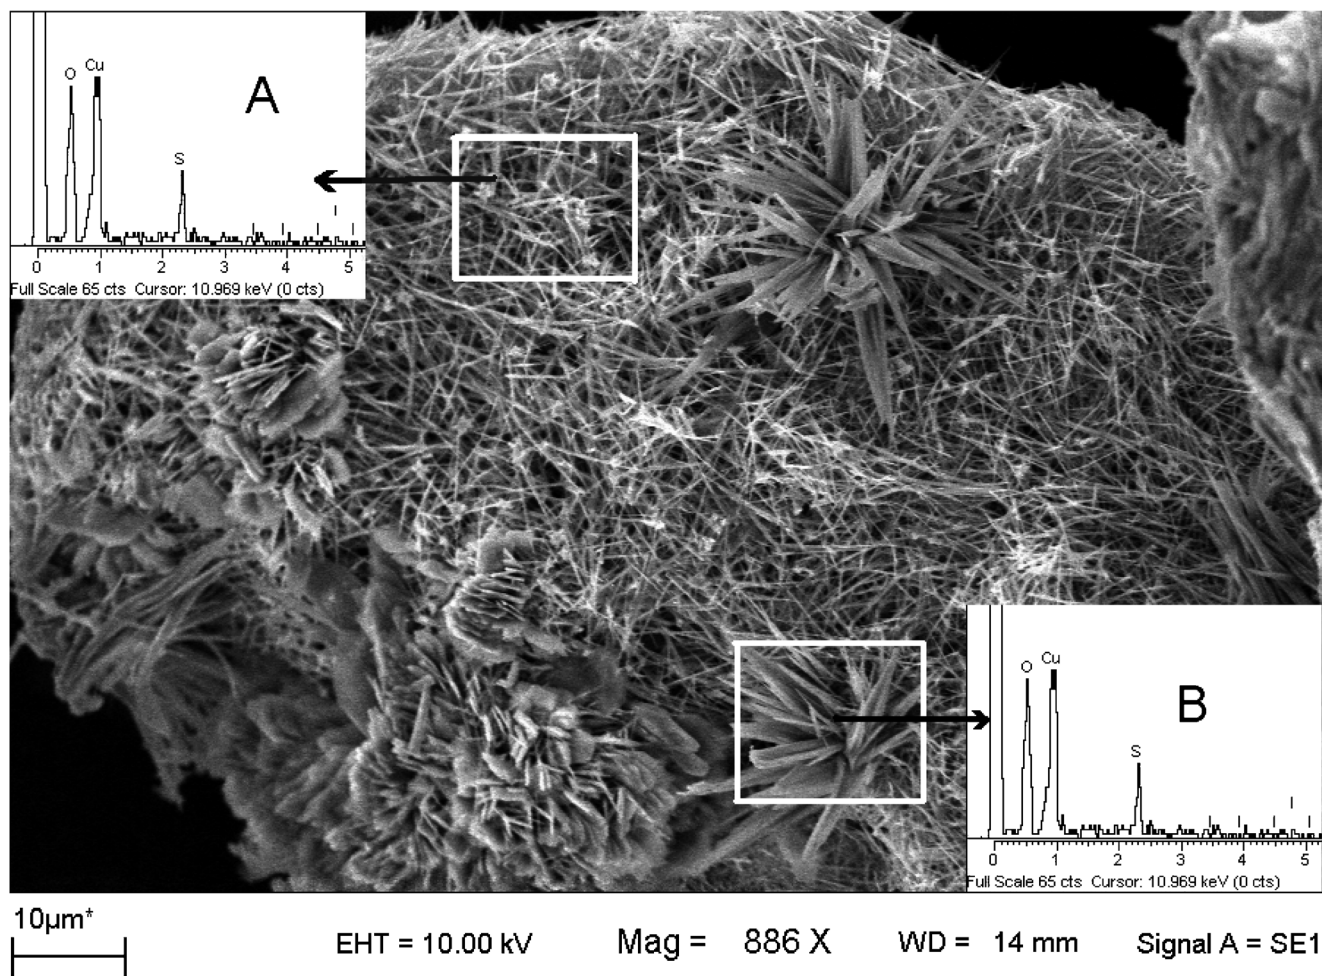 O
Cu
A
S
0 1 2 3 4 5
Full Scale 65 cts Cursor: 10.969 keV (0 cts)
O
Cu
B
S
0 1 2 3 4 5
Full Scale 65 cts Cursor: 10.969 keV (0 cts)
10µm*
EHT = 10.00 kV Mag = 886 X WD = 14 mm Signal A = SE1